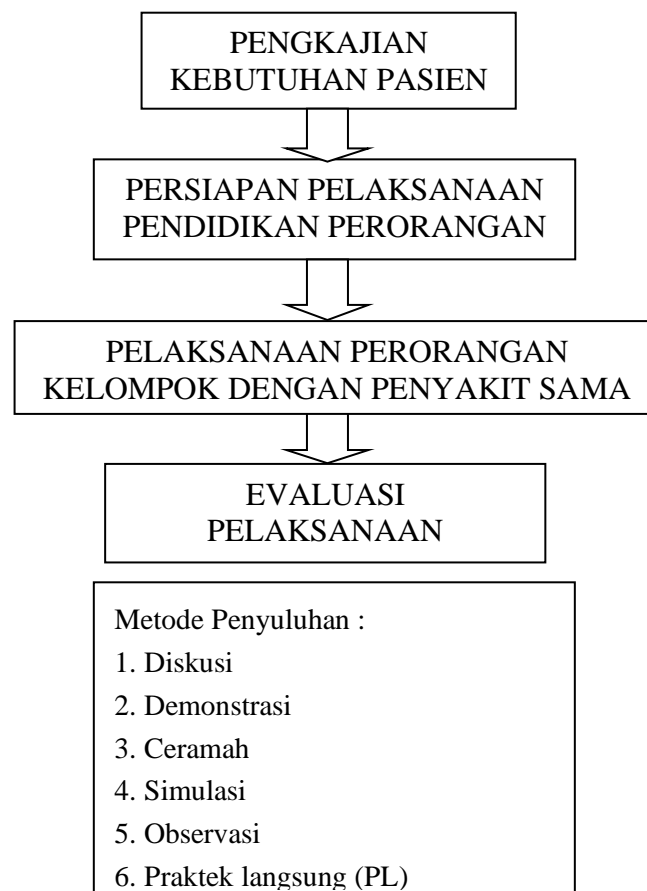 PENGKAJIAN
KEBUTUHAN PASIEN
PERSIAPAN PELAKSANAAN
PENDIDIKAN PERORANGAN
PELAKSANAAN PERORANGAN
KELOMPOK DENGAN PENYAKIT SAMA
EVALUASI
PELAKSANAAN
Metode Penyuluhan :
1. Diskusi
2. Demonstrasi
3. Ceramah
4. Simulasi
5. Observasi
6. Praktek langsung (PL)